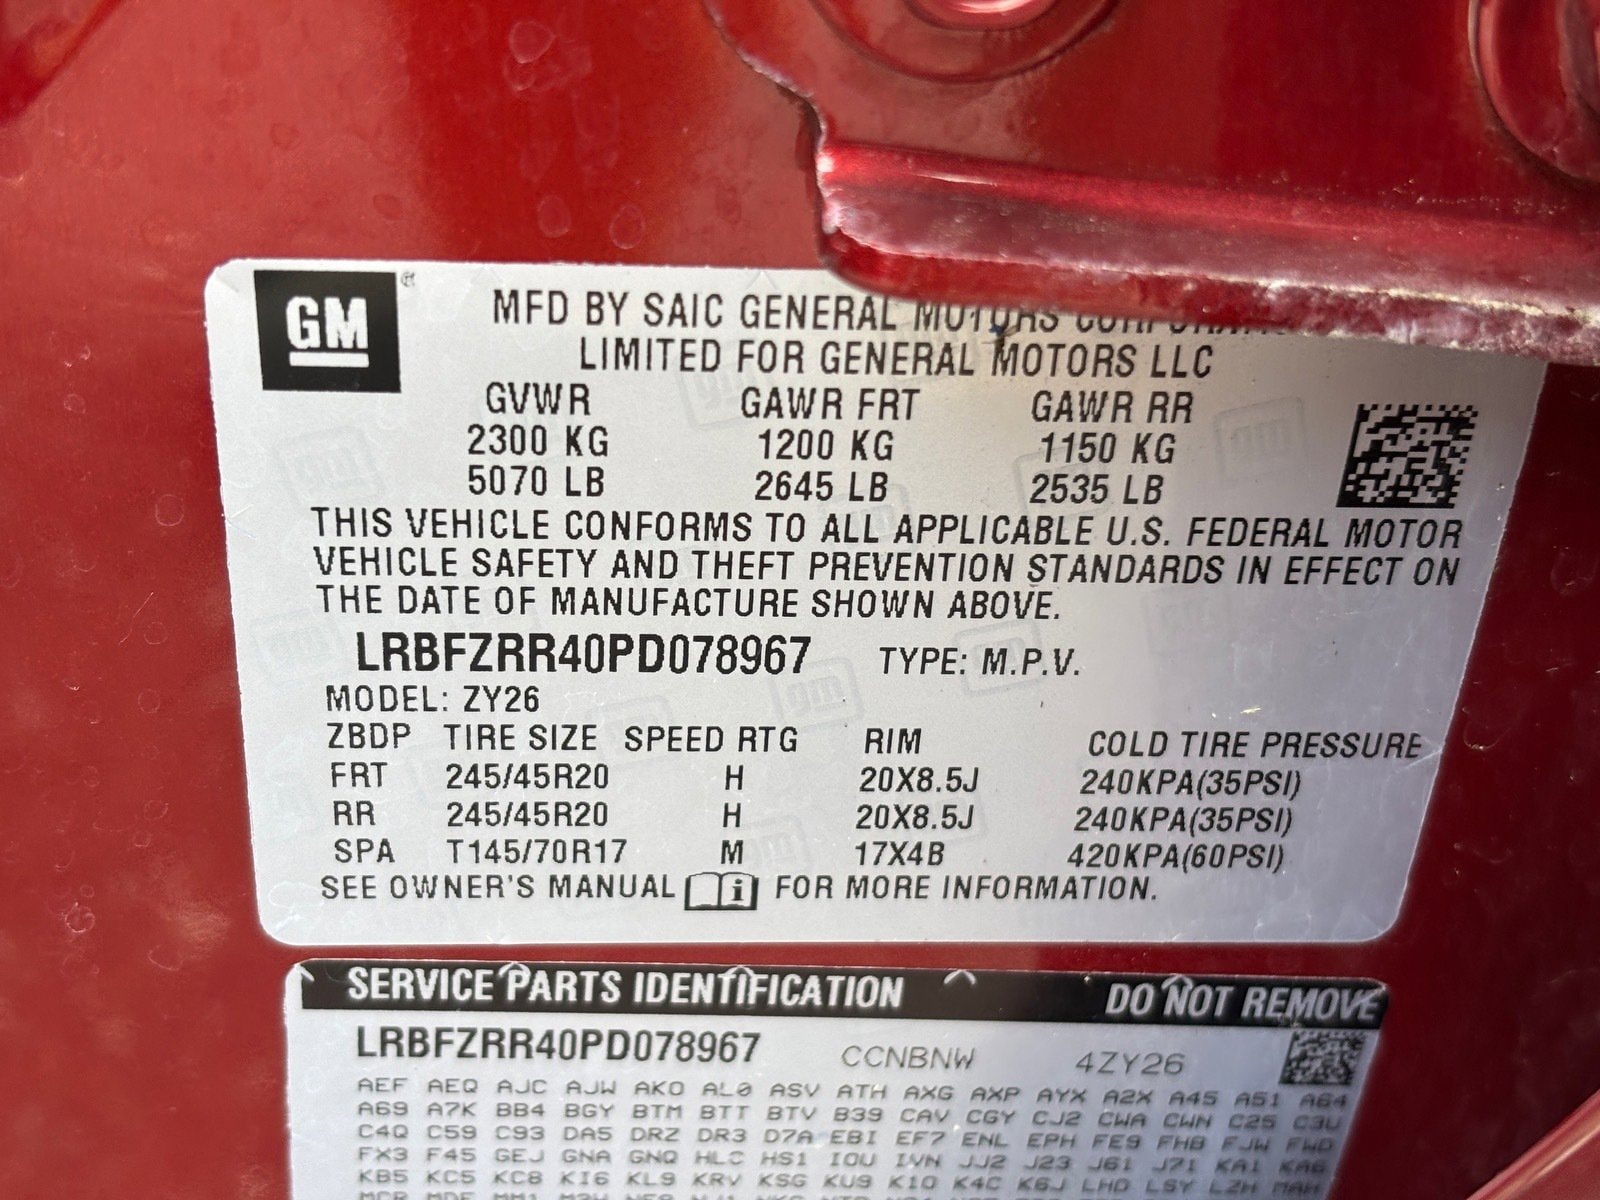 GM
MFD BY SAIC GENERAL MOTORS
LIMITED FOR GENERAL MOTORS LLC
GVWR GAWR FRT GAWR RR
2300 KG 1200 KG 1150 KG
5070 LB 2645 LB 2535 LB
THIS VEHICLE CONFORMS TO ALL APPLICABLE U.S. FEDERAL MOTOR
VEHICLE SAFETY AND THEFT PREVENTION STANDARDS IN EFFECT ON
THE DATE OF MANUFACTURE SHOWN ABOVE.
LRBFZRR40PD078967 TYPE: M.P.V.
MODEL: ZY26
ZBDP TIRE SIZE SPEED RTG RIM COLD TIRE PRESSURE
FRT 245/45R20 H 20X8.5J 240KPA(35PSI)
RR 245/45R20 H 20X8.5J 240KPA(35PSI)
SPA T145/70R17 M 17X4B 420KPA(60PSI)
SEE OWNER'S MANUAL i FOR MORE INFORMATION.
SERVICE PARTS IDENTIFICATION DO NOT REMOVE
LRBFZRR40PD078967 CCNBNW 4ZY26
AEF AEQ AJC AJW AKO AL0 ASV ATH AXG AXP AYX A2X A45 A51 A64
A69 A7K BB4 BGY BTM BTT BTV B39 CAV CGY CJ2 CWA CWN C25 C3U
C4Q C59 C93 DA5 DRZ DR3 D7A EBI EF7 ENL EPH FE9 FHB FJW FWD
FX3 F45 GEJ GNA GNQ HLC HS1 IOU IVN JJ2 J23 J61 J71 KA1 KA6
KB5 KC5 KC8 KI6 KL9 KRV KSG KU9 K10 K4C K6J LHD LSY LZH MAH